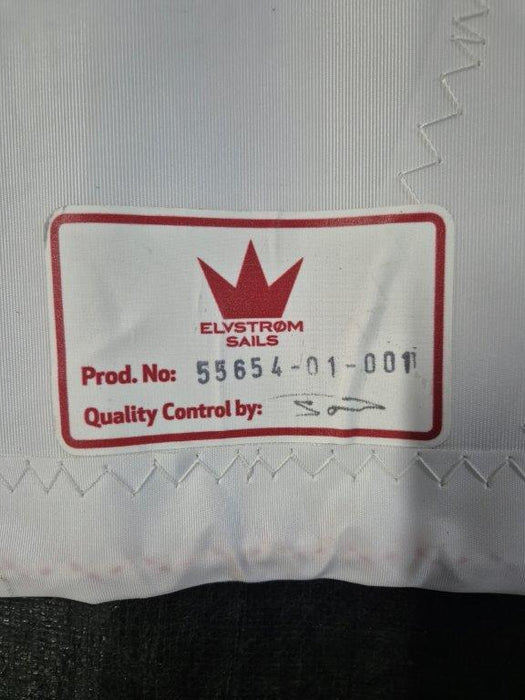 ELVSTRØM
SAILS
Prod. No: 55654-01-001
Quality Control by: